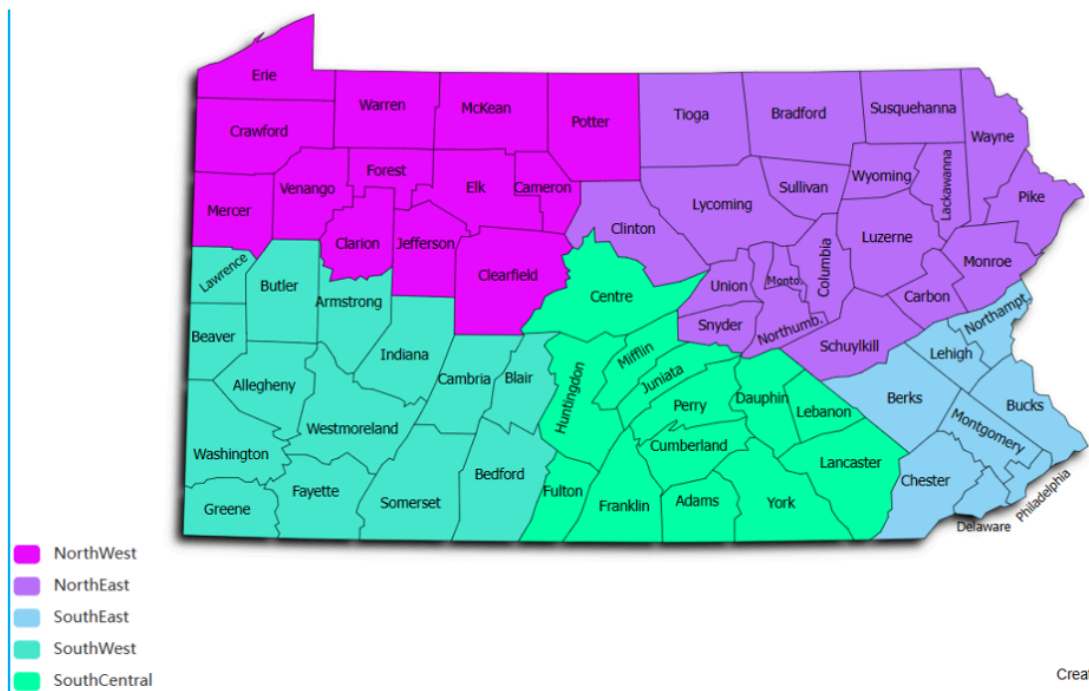 Erie
Warren
McKean
Potter
Tioga
Bradford
Susquehanna
Wayne
Crawford
Forest
Elk
Cameron
Venango
Mercer
Clarion
Jefferson
Clearfield
Clinton
Lycoming
Sullivan
Wyoming
Lackawanna
Pike
Luzerne
Monroe
Columbia
Monto.
Union
Carbon
Snyder
Northumb.
Schuylkill
Lawrence
Butler
Armstrong
Centre
Beaver
Indiana
Allegheny
Cambria
Blair
Huntingdon
Mifflin
Juniata
Perry
Dauphin
Lebanon
Northampt.
Lehigh
Berks
Bucks
Montgomery
Westmoreland
Washington
Cumberland
Lancaster
Greene
Fayette
Somerset
Bedford
Fulton
Franklin
Adams
York
Chester
Delaware
Philadelphia
NorthWest
NorthEast
SouthEast
SouthWest
SouthCentral
Creat